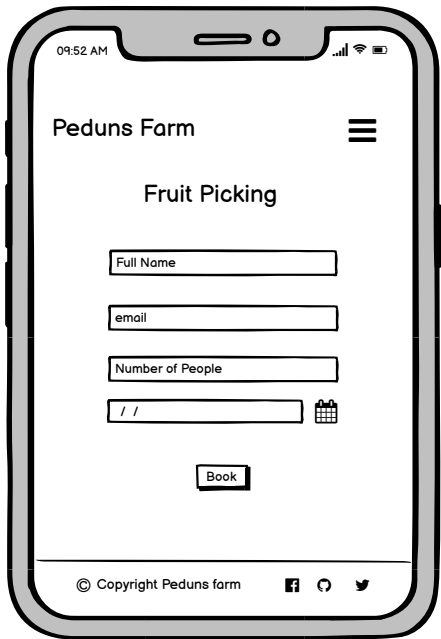 09:52 AM
Peduns Farm
Fruit Picking
Full Name
email
Number of People
/ /
Book
© Copyright Peduns farm